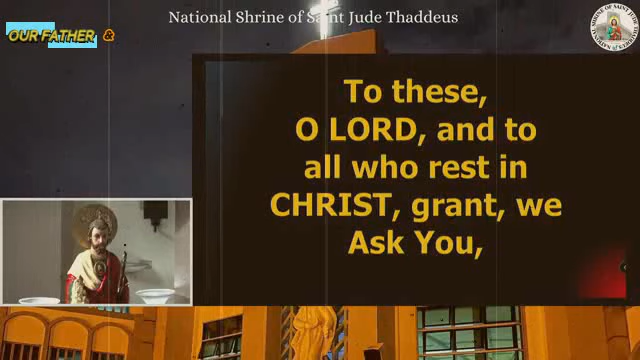 National Shrine of Saint Jude Thaddeus
OUR FATHER &
To these,
O LORD, and to
all who rest in
CHRIST, grant, we
Ask You,